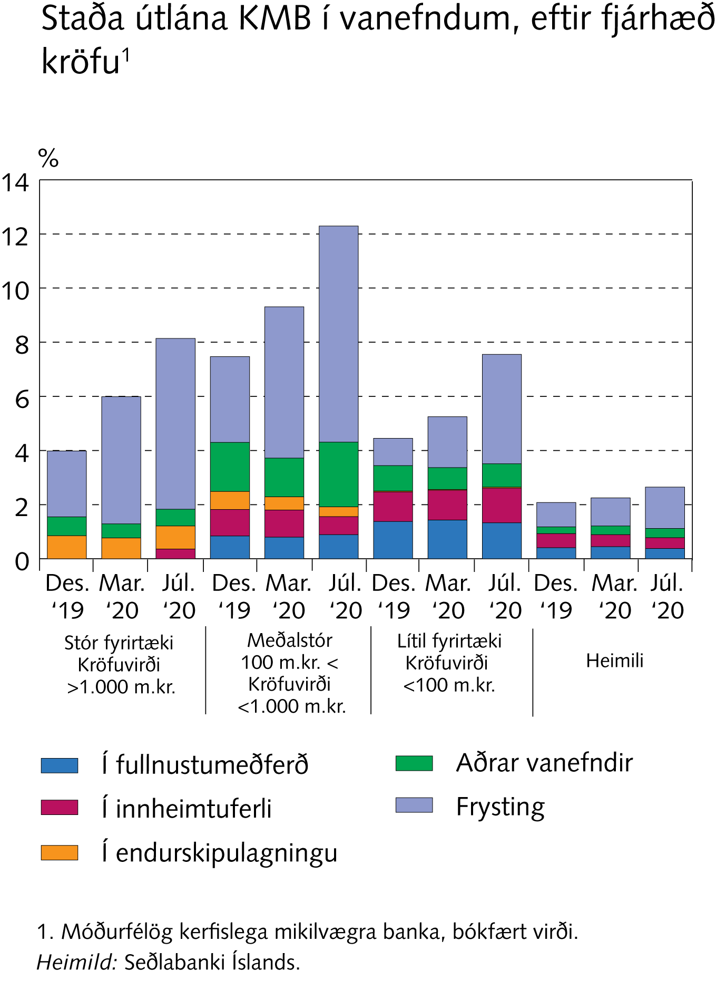 Staða útlána KMB í vanefndum, eftir fjárhæð
kröfu¹
%
14
12
10
8
6
4
2
0
Des. Mar. Júl. Des. Mar. Júl. Des. Mar. Júl. Des. Mar. Júl.
‘19 ‘20 ‘20 ‘19 ‘20 ‘20 ‘19 ‘20 ‘20 ‘19 ‘20 ‘20
Stór fyrirtæki
Kröfuvirði
>1.000 m.kr.
Meðalstór
100 m.kr. <
Kröfuvirði
<1.000 m.kr.
Lítil fyrirtæki
Kröfuvirði
<100 m.kr.
Heimili
Í fullnustumeðferð
Í innheimtuferli
Í endurskipulagningu
Aðrar vanefndir
Frysting
1. Móðurfélög kerfislega mikilvægra banka, bókfært virði.
Heimild: Seðlabanki Íslands.